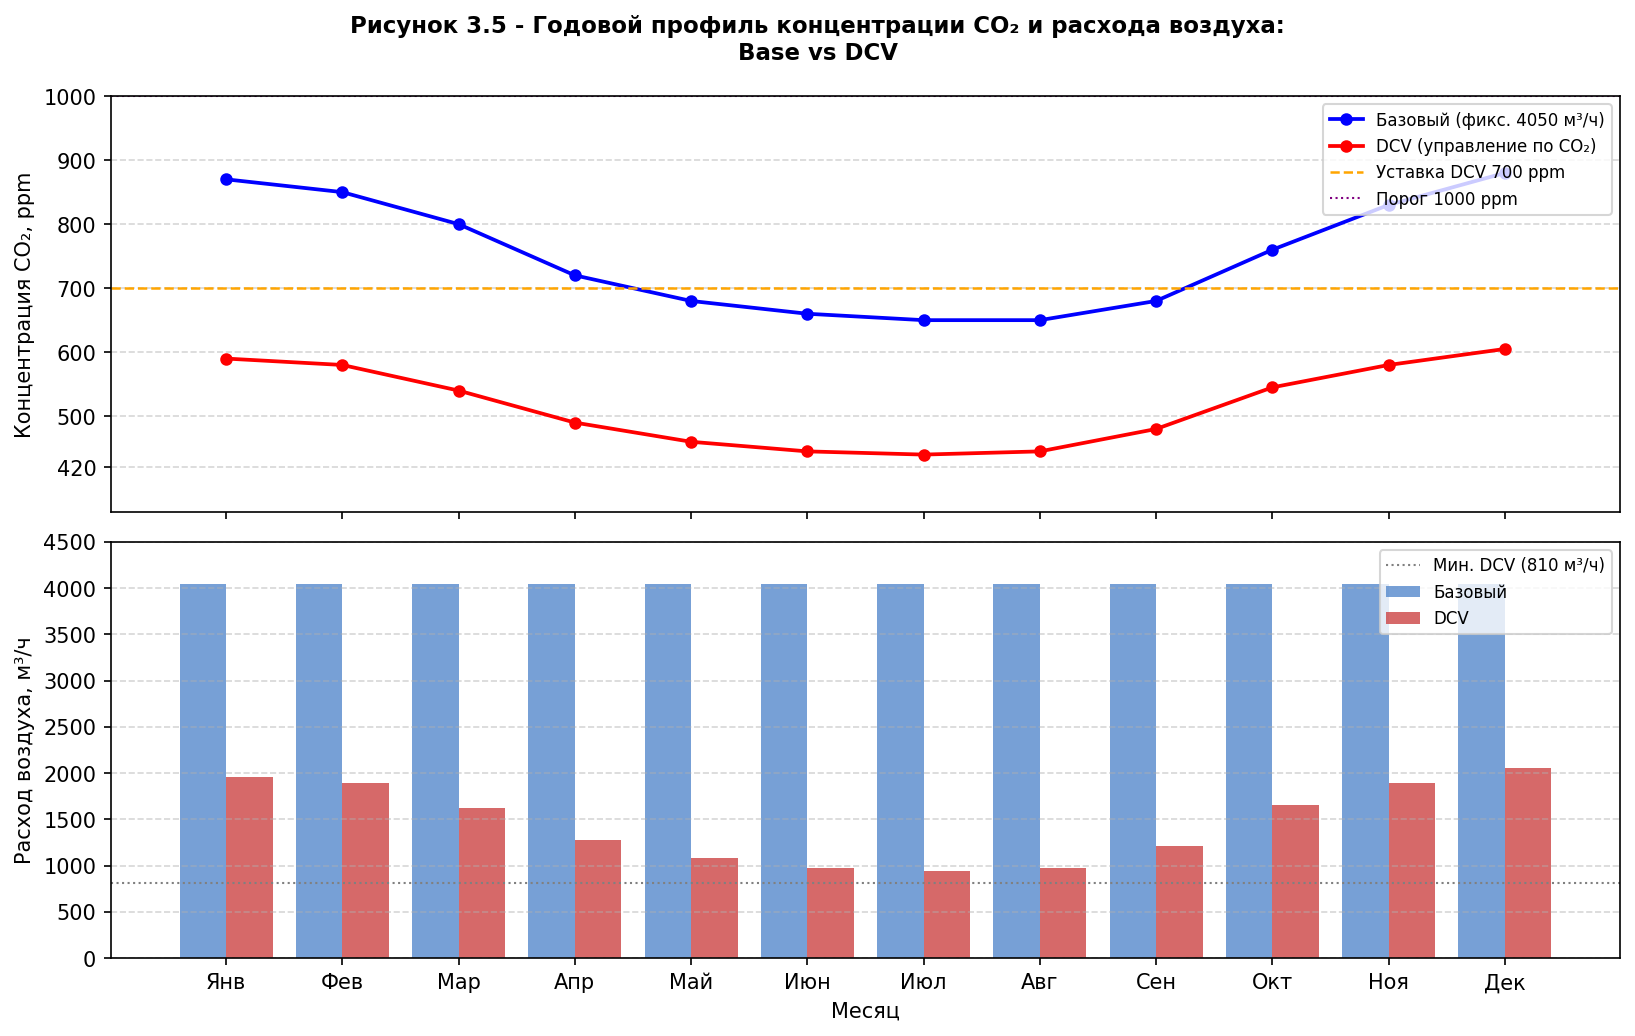 Рисунок 3.5 - Годовой профиль концентрации CO₂ и расхода воздуха:
Base vs DCV
Концентрация CO₂, ppm
1000
900
800
700
600
500
420
Базовый (фикс. 4050 м³/ч)
DCV (управление по CO₂)
Уставка DCV 700 ppm
Порог 1000 ppm
Расход воздуха, м³/ч
4500
4000
3500
3000
2500
2000
1500
1000
500
0
Мин. DCV (810 м³/ч)
Базовый
DCV
Янв Фев Мар Апр Май Июн Июл Авг Сен Окт Ноя Дек
Месяц